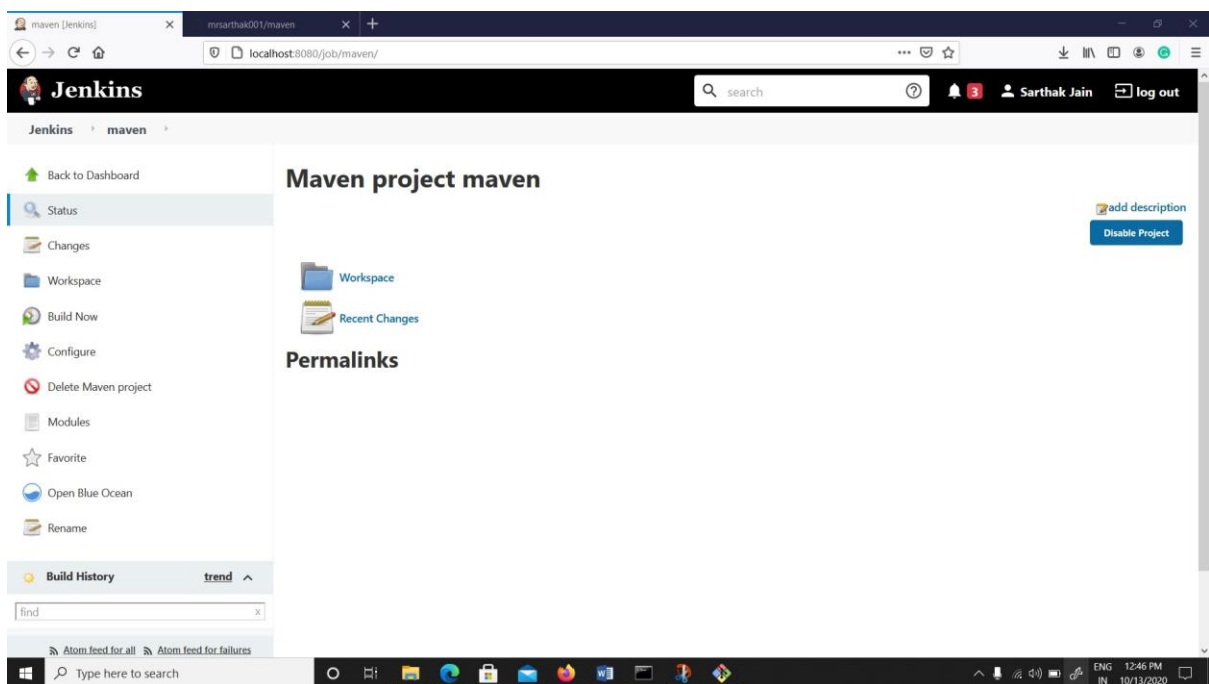 maven [Jenkins]
mrsarthak001/maven
localhost:8080/job/maven/
Jenkins
search
3
Sarthak Jain
log out
Jenkins
maven
Back to Dashboard
Status
Changes
Workspace
Build Now
Configure
Delete Maven project
Modules
Favorite
Open Blue Ocean
Rename
Build History
trend
find
x
Atom feed for all
Atom feed for failures
Maven project maven
add description
Disable Project
Workspace
Recent Changes
Permalinks
Type here to search
ENG
IN
12:46 PM
10/13/2020